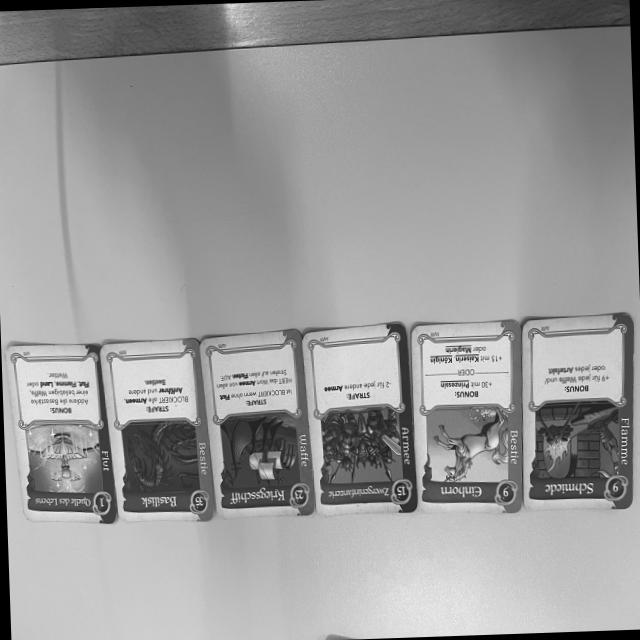 9
Schmiede
Flamme
BONUS:
+9 für jede Waffe und/
oder jedes Artefakt
9
Einhorn
Bestie
BONUS:
+30 mit Prinzessin
ODER
+15 mit Kaiserin, Königin
oder Magierin
15
Zwergeninfanterie
Armee
STRAFE:
-2 für jede andere Armee
23
Kriegsschiff
Waffe
STRAFE:
Ist BLOCKIERT, wenn ohne Flut
HEBT das Wort Armee von allen
Strafen auf allen Fluten AUF
35
Basilisk
Bestie
STRAFE:
BLOCKIERT alle Armeen,
Anführer und andere
Bestien
1
Quelle des Lebens
Flut
BONUS:
Addiere die Basisstärke
einer beliebigen Waffe,
Flut, Flamme, Land oder
Wetter